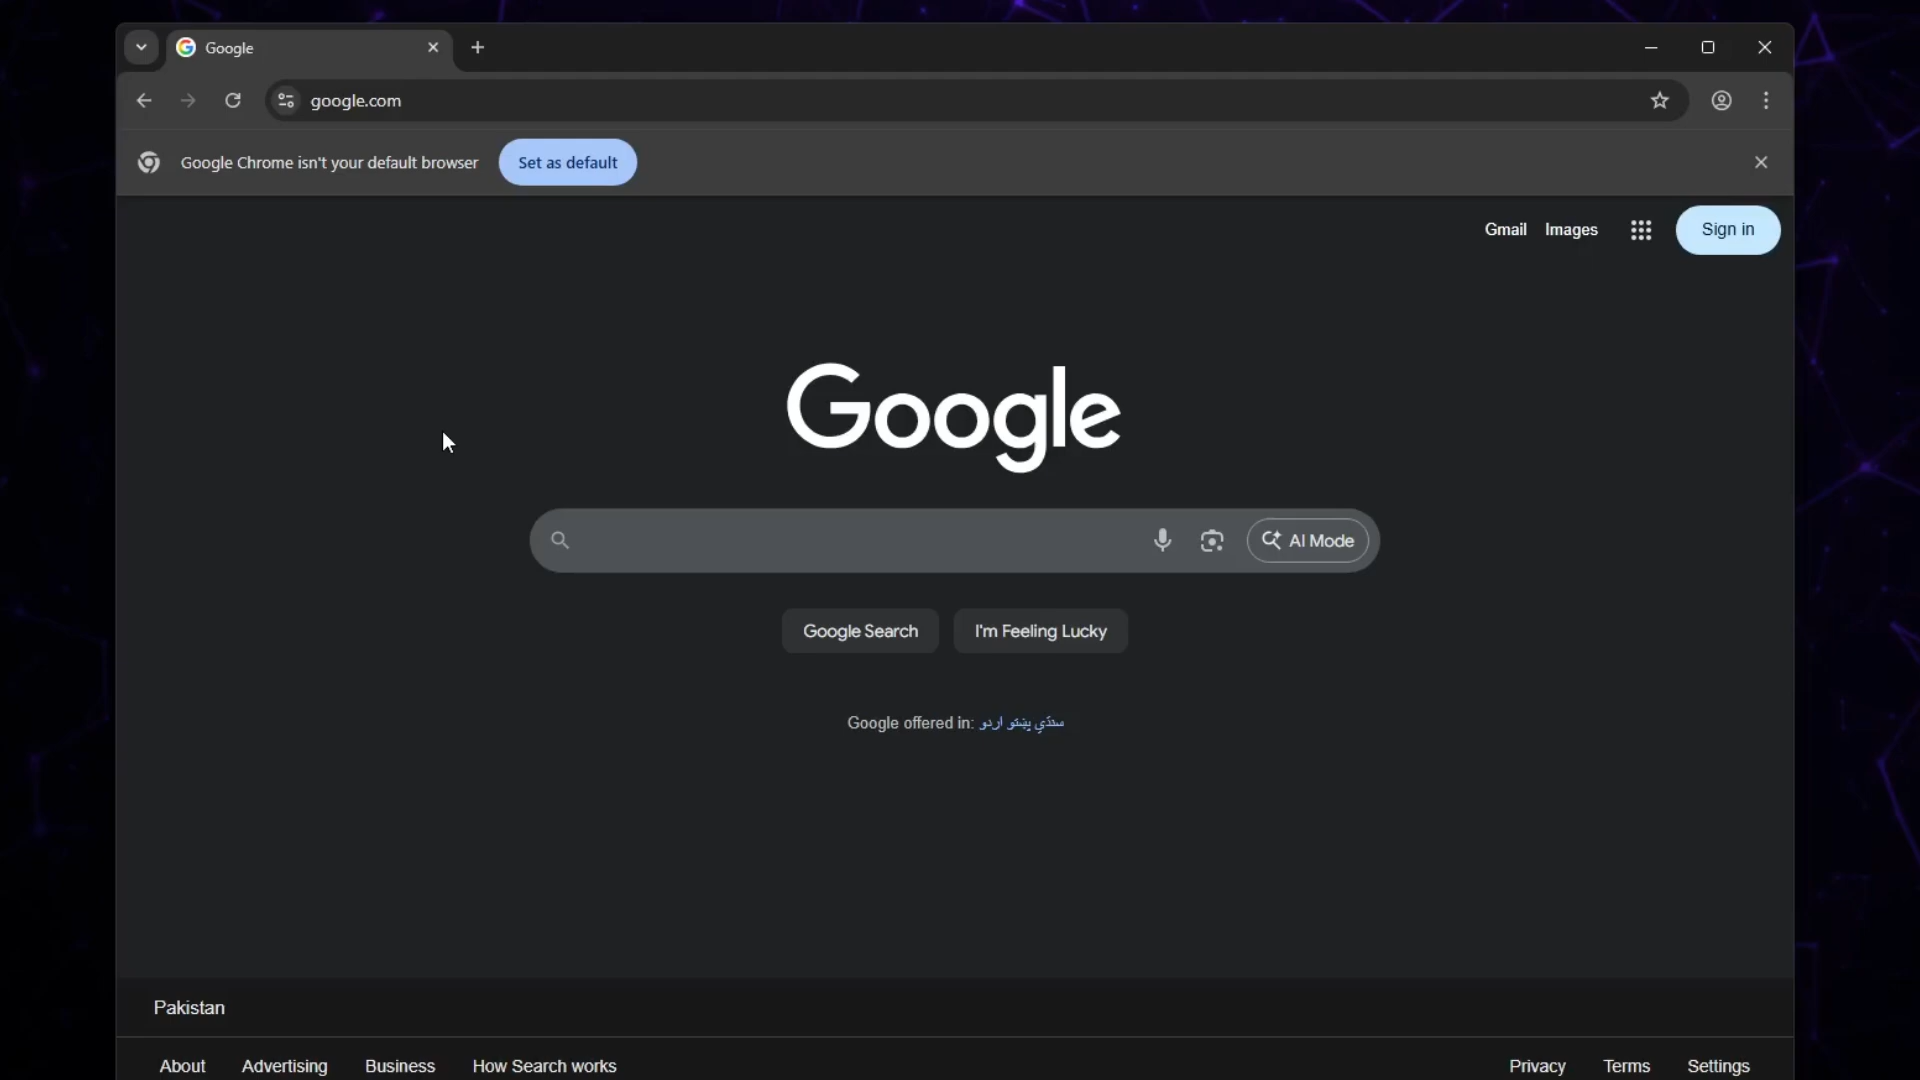 Google
google.com
Google Chrome isn't your default browser Set as default
Gmail Images Sign in
Google
AI Mode
Google Search I'm Feeling Lucky
Google offered in: اردو پښتو سنڌي
Pakistan
About Advertising Business How Search works Privacy Terms Settings